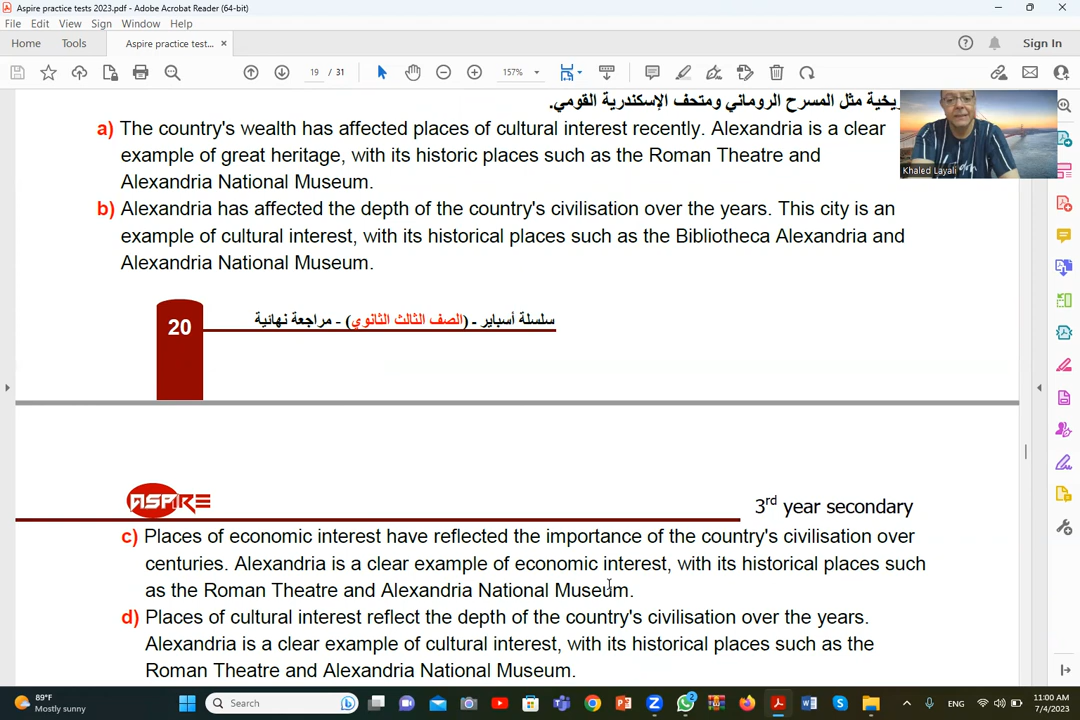 Aspire practice tests 2023.pdf - Adobe Acrobat Reader (64-bit)
File Edit View Sign Window Help
Home Tools Aspire practice test... × Sign In
19 / 31 157%
مثل المسرح الروماني ومتحف الإسكندرية القومي.
a) The country's wealth has affected places of cultural interest recently. Alexandria is a clear
example of great heritage, with its historic places such as the Roman Theatre and
Alexandria National Museum.
Khaled Layali
b) Alexandria has affected the depth of the country's civilisation over the years. This city is an
example of cultural interest, with its historical places such as the Bibliotheca Alexandria and
Alexandria National Museum.
20
سلسلة أسباير - (الصف الثالث الثانوي) - مراجعة نهائية
ASPIRE
3rd year secondary
c) Places of economic interest have reflected the importance of the country's civilisation over
centuries. Alexandria is a clear example of economic interest, with its historical places such
as the Roman Theatre and Alexandria National Museum.
d) Places of cultural interest reflect the depth of the country's civilisation over the years.
Alexandria is a clear example of cultural interest, with its historical places such as the
Roman Theatre and Alexandria National Museum.
89°F
Mostly sunny
Search
2
ENG
11:00 AM
7/4/2023